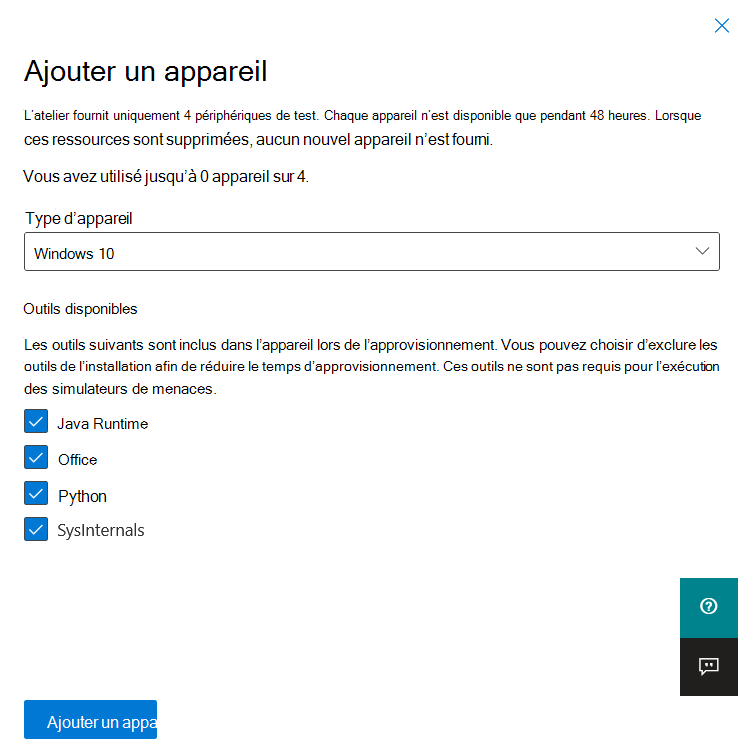 Ajouter un appareil
L’atelier fournit uniquement 4 périphériques de test. Chaque appareil n’est disponible que pendant 48 heures. Lorsque
ces ressources sont supprimées, aucun nouvel appareil n’est fourni.
Vous avez utilisé jusqu’à 0 appareil sur 4.
Type d’appareil
Windows 10
Outils disponibles
Les outils suivants sont inclus dans l’appareil lors de l’approvisionnement. Vous pouvez choisir d’exclure les
outils de l’installation afin de réduire le temps d’approvisionnement. Ces outils ne sont pas requis pour l’exécution
des simulateurs de menaces.
Java Runtime
Office
Python
SysInternals
Ajouter un appa